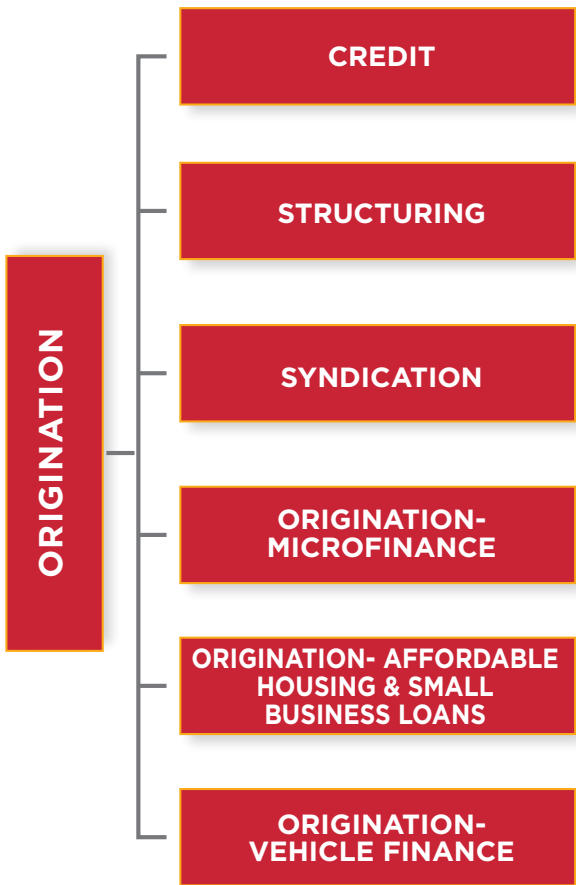 ORIGINATION
CREDIT
STRUCTURING
SYNDICATION
ORIGINATION-
MICROFINANCE
ORIGINATION- AFFORDABLE
HOUSING & SMALL
BUSINESS LOANS
ORIGINATION-
VEHICLE FINANCE